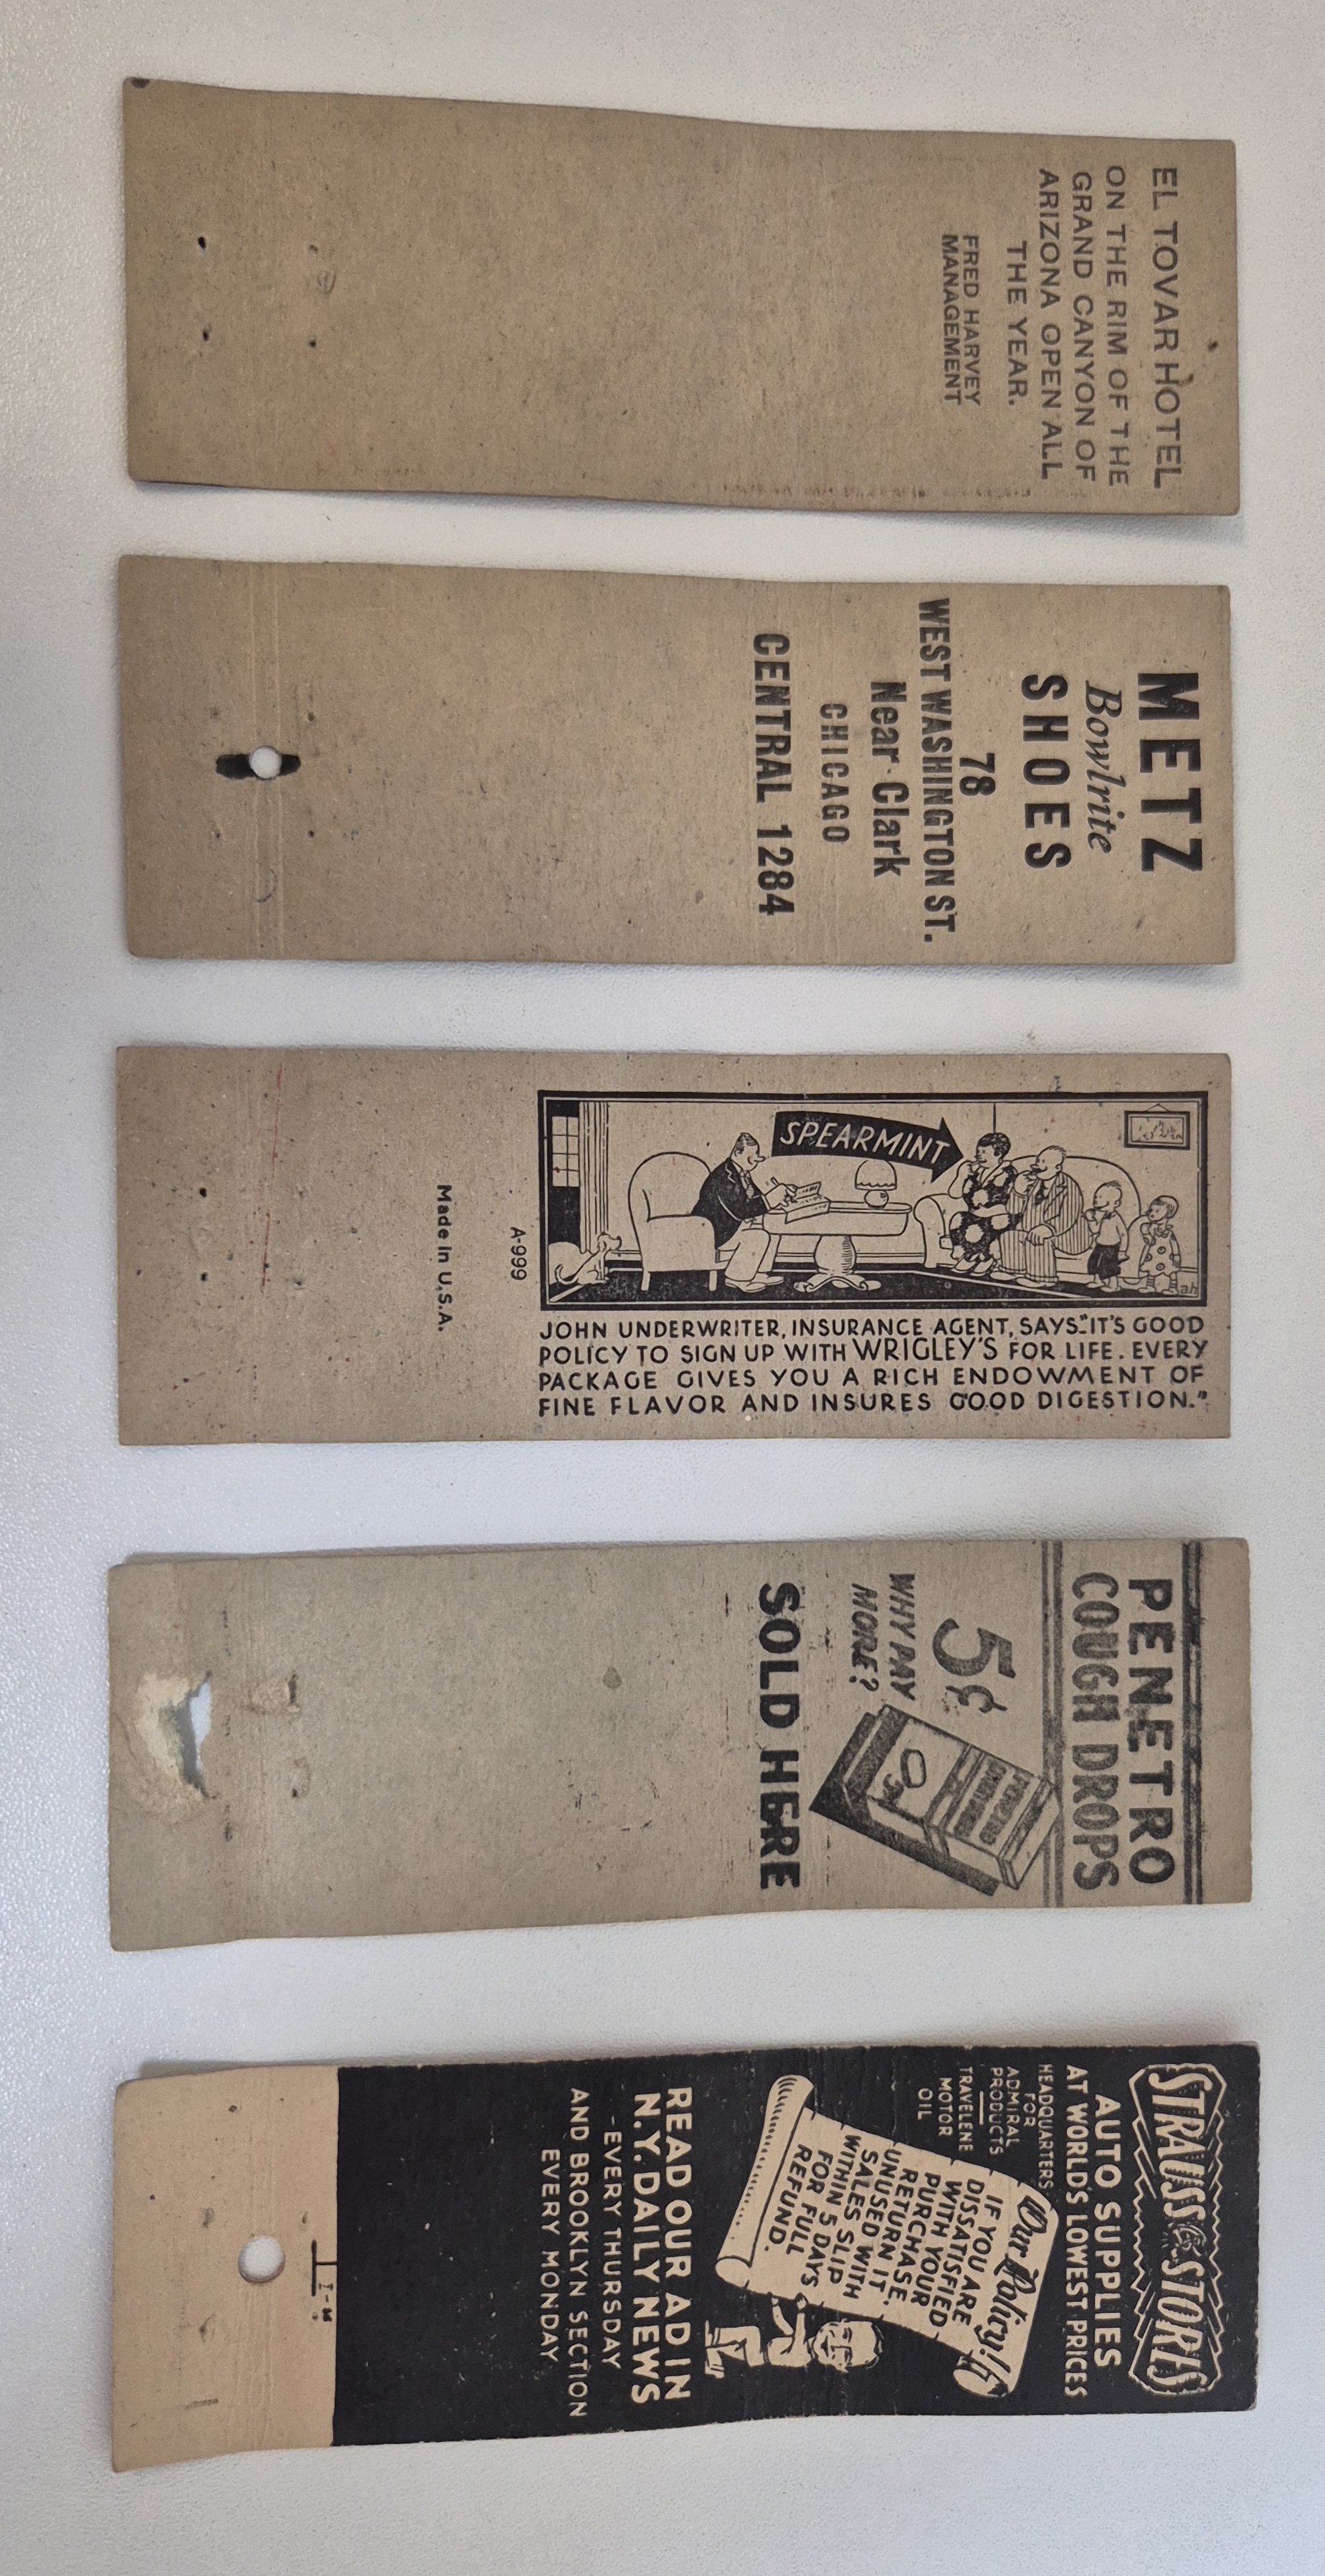 EL TOVAR HOTEL
ON THE RIM OF THE
GRAND CANYON OF
ARIZONA OPEN ALL
THE YEAR.
FRED HARVEY
MANAGEMENT
METZ
Bowlrite
SHOES
78
WEST WASHINGTON ST.
Near Clark
CHICAGO
CENTRAL 1284
SPEARMINT
ah
JOHN UNDERWRITER, INSURANCE AGENT, SAYS:"IT'S GOOD
POLICY TO SIGN UP WITH WRIGLEY'S FOR LIFE. EVERY
PACKAGE GIVES YOU A RICH ENDOWMENT OF
FINE FLAVOR AND INSURES GOOD DIGESTION."
A-999
Made in U.S.A.
PENETRO
COUGH DROPS
5¢
WHY PAY
MORE?
SOLD HERE
STRAUSS STORES
AUTO SUPPLIES
AT WORLD'S LOWEST PRICES
HEADQUARTERS
FOR
ADMIRAL
PRODUCTS
TRAVELENE
MOTOR
OIL
Our Policy!
IF YOU ARE
DISSATISFIED
WITH YOUR
PURCHASE.
RETURN IT
UNUSED WITH
SALES SLIP
WITHIN 5 DAYS
FOR FULL
REFUND.
READ OUR AD IN
N.Y. DAILY NEWS
-EVERY THURSDAY
AND BROOKLYN SECTION
EVERY MONDAY